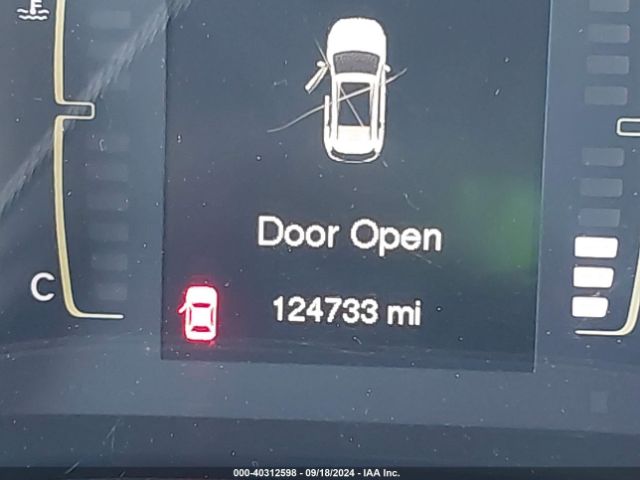 Door Open
C
124733 mi
000-40312598 - 09/18/2024 - IAA Inc.